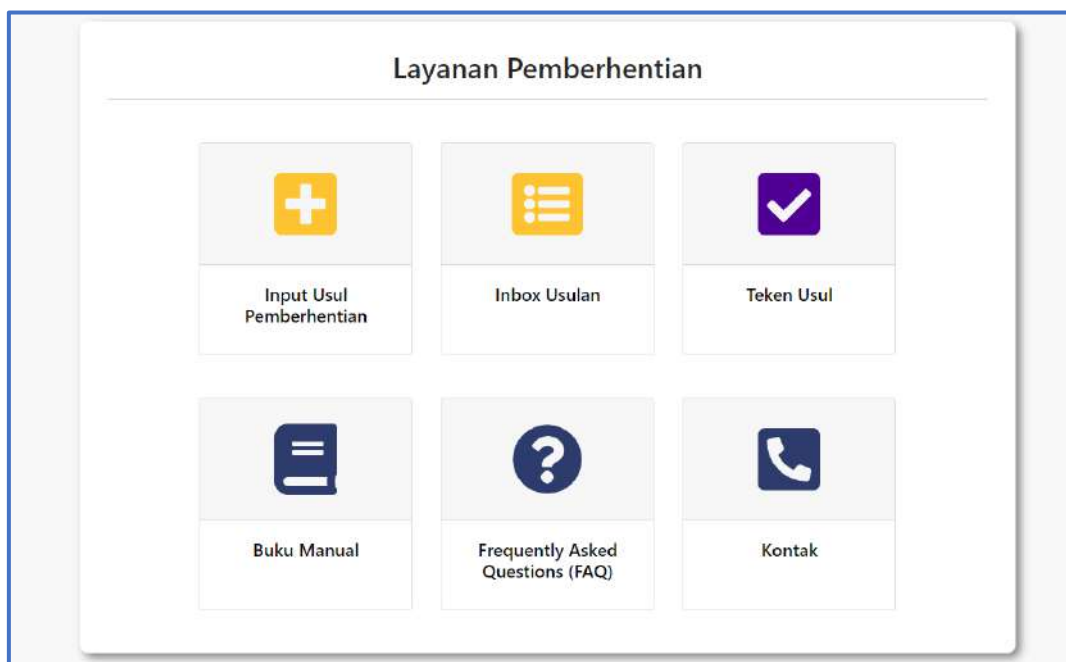 Layanan Pemberhentian
Input Usul
Pemberhentian
Inbox Usulan
Teken Usul
Buku Manual
Frequently Asked
Questions (FAQ)
Kontak